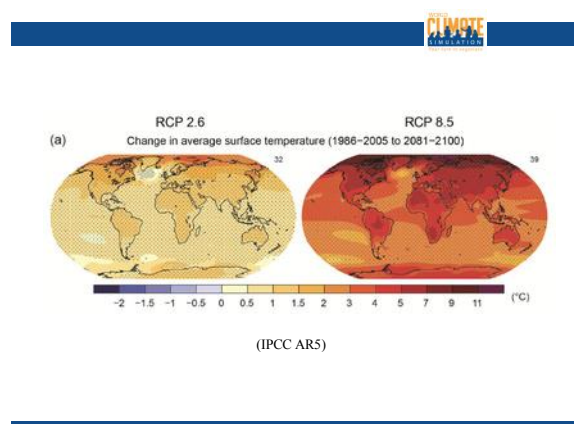 WORLD
CLIMATE
SIMULATION
RCP 2.6
RCP 8.5
(a)
Change in average surface temperature (1986−2005 to 2081−2100)
32
39
−2 −1.5 −1 −0.5 0 0.5 1 1.5 2 3 4 5 7 9 11
(°C)
(IPCC AR5)